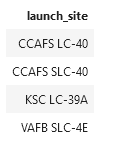 launch_site
CCAFS LC-40
CCAFS SLC-40
KSC LC-39A
VAFB SLC-4E